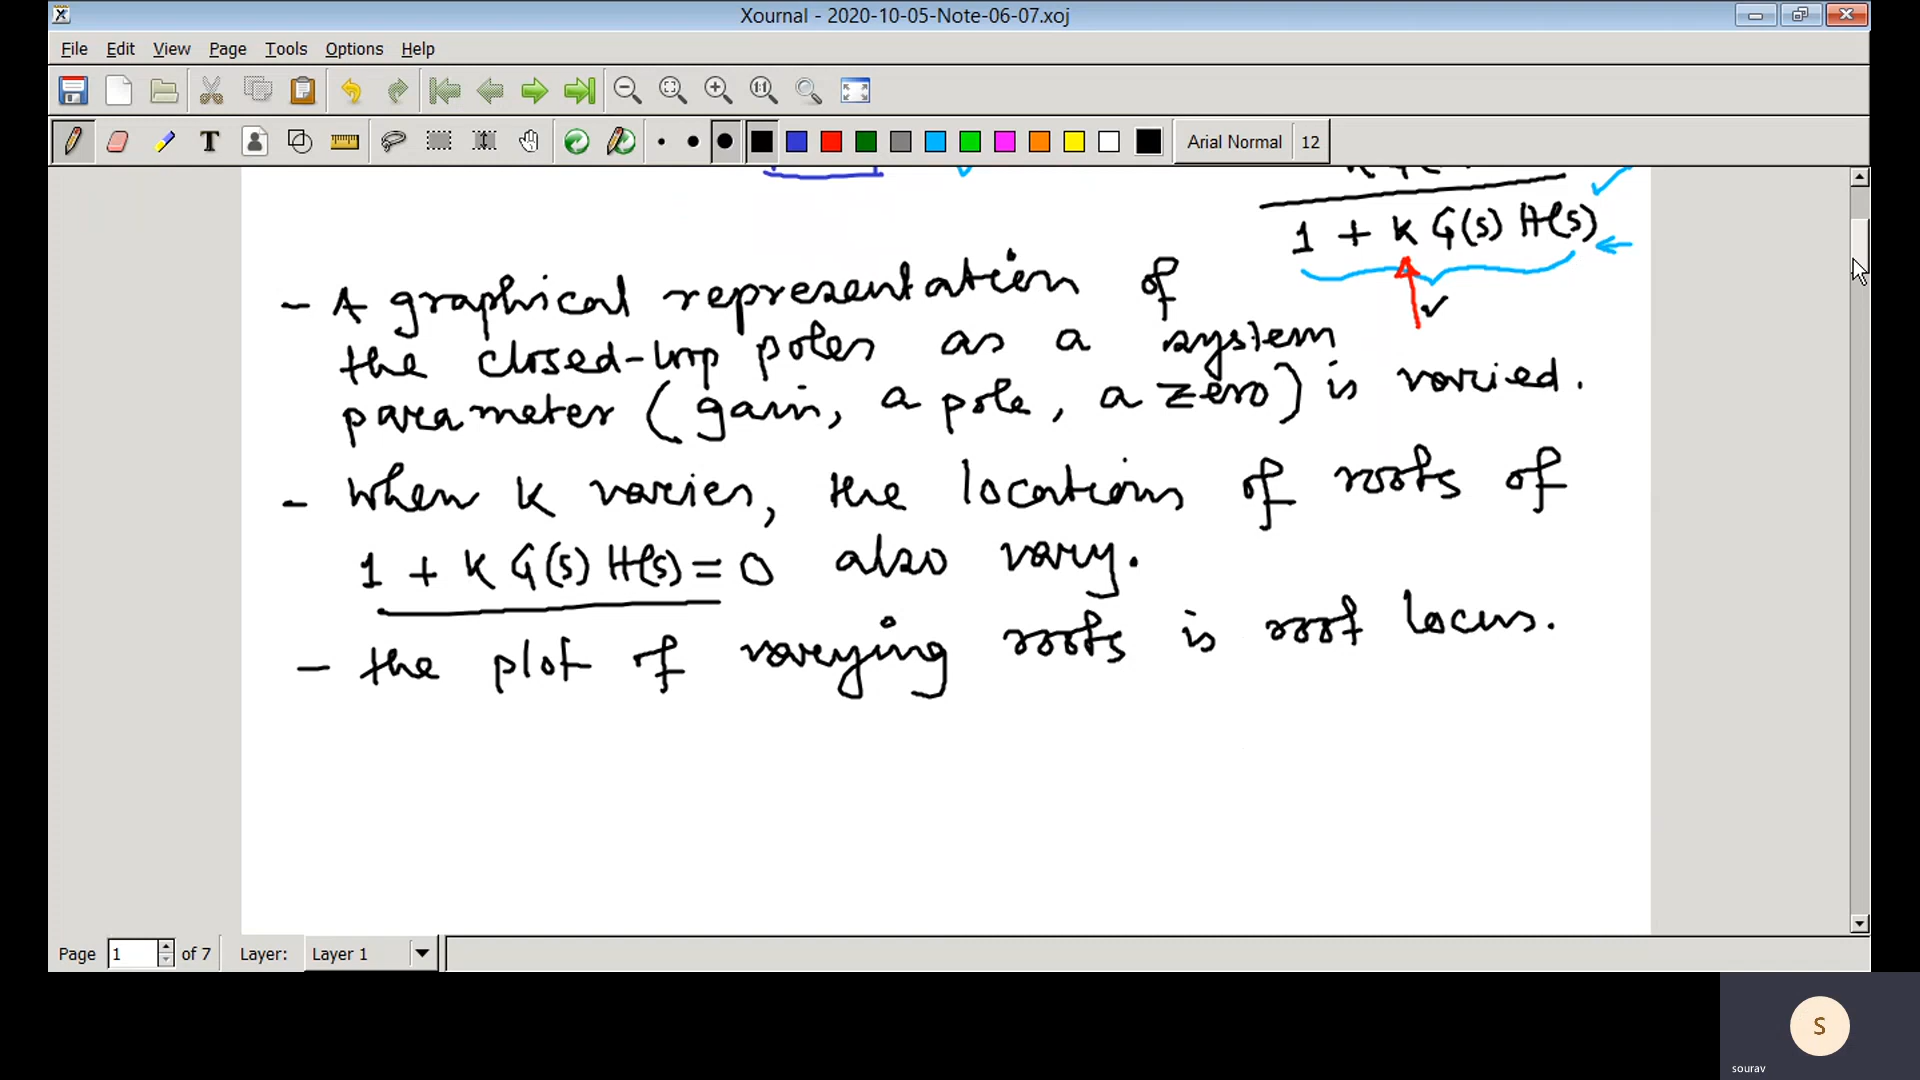 Xournal - 2020-10-05-Note-06-07.xoj
File Edit View Page Tools Options Help
Arial Normal 12
1 + K G(s) H(s)
- A graphical representation of
the closed-loop poles as a system
parameter (gain, a pole, a zero) is varied.
- When K varies, the locations of roots of
1 + K G(s) H(s) = 0 also vary.
- the plot of varying roots is root locus.
Page 1 of 7 Layer: Layer 1
S
sourav